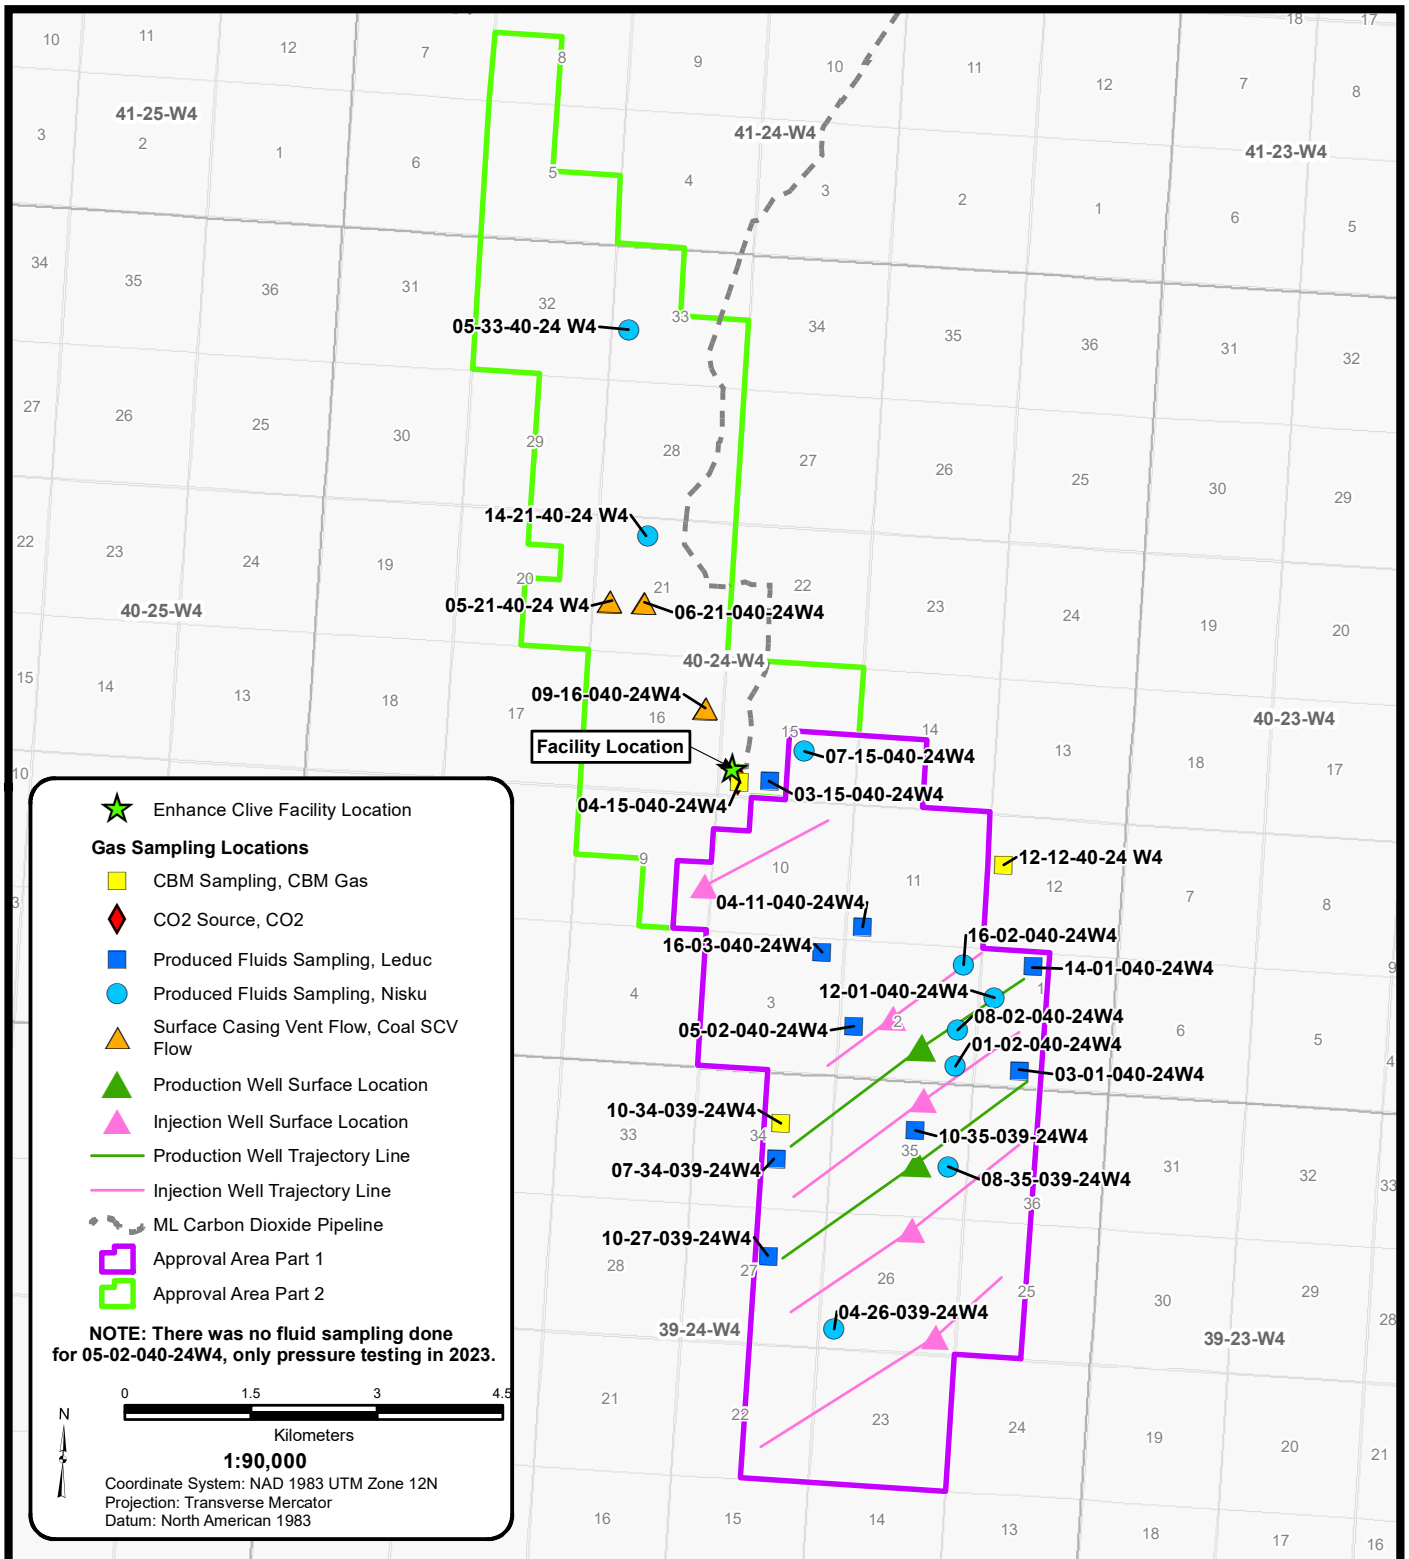 18
17
10
11
12
7
8
9
10
11
12
7
8
41-25-W4
41-24-W4
41-23-W4
3
2
1
6
5
4
3
2
1
6
5
34
35
36
31
32
33
34
35
36
31
32
05-33-40-24 W4
27
26
25
30
29
28
27
26
25
30
29
14-21-40-24 W4
22
23
24
19
20
21
22
23
24
19
20
05-21-40-24 W4
06-21-040-24W4
40-25-W4
40-24-W4
40-23-W4
15
14
13
18
17
16
15
14
13
17
09-16-040-24W4
Facility Location
07-15-040-24W4
04-15-040-24W4
03-15-040-24W4
10
9
10
11
12
7
8
12-12-40-24 W4
04-11-040-24W4
16-03-040-24W4
16-02-040-24W4
14-01-040-24W4
12-01-040-24W4
08-02-040-24W4
05-02-040-24W4
01-02-040-24W4
03-01-040-24W4
3
4
3
2
1
6
5
4
9
10-34-039-24W4
10-35-039-24W4
07-34-039-24W4
08-35-039-24W4
33
34
35
36
31
32
33
10-27-039-24W4
28
27
26
25
30
29
28
04-26-039-24W4
39-24-W4
39-23-W4
21
22
23
24
19
20
21
16
15
14
13
18
17
16
Enhance Clive Facility Location
Gas Sampling Locations
CBM Sampling, CBM Gas
CO2 Source, CO2
Produced Fluids Sampling, Leduc
Produced Fluids Sampling, Nisku
Surface Casing Vent Flow, Coal SCV
Flow
Production Well Surface Location
Injection Well Surface Location
Production Well Trajectory Line
Injection Well Trajectory Line
ML Carbon Dioxide Pipeline
Approval Area Part 1
Approval Area Part 2
NOTE: There was no fluid sampling done
for 05-02-040-24W4, only pressure testing in 2023.
0 1.5 3 4.5
N
Kilometers
1:90,000
Coordinate System: NAD 1983 UTM Zone 12N
Projection: Transverse Mercator
Datum: North American 1983